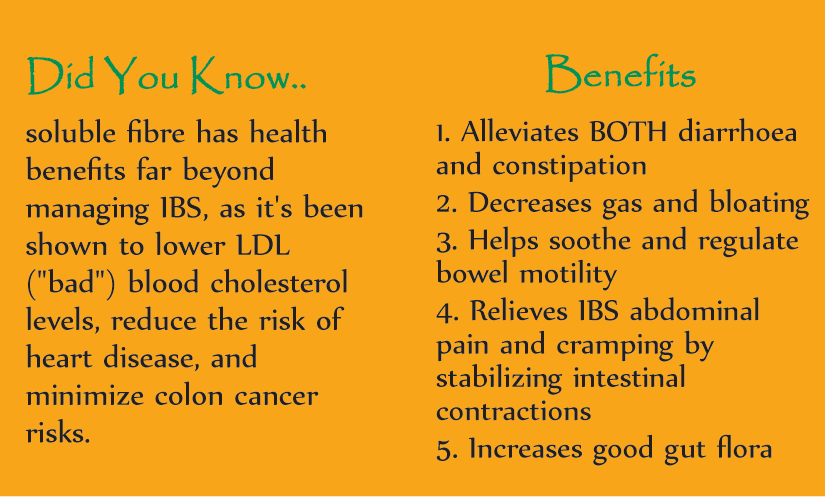 Did You Know..
soluble fibre has health
benefits far beyond
managing IBS, as it's been
shown to lower LDL
("bad") blood cholesterol
levels, reduce the risk of
heart disease, and
minimize colon cancer
risks.
Benefits
1. Alleviates BOTH diarrhoea
and constipation
2. Decreases gas and bloating
3. Helps soothe and regulate
bowel motility
4. Relieves IBS abdominal
pain and cramping by
stabilizing intestinal
contractions
5. Increases good gut flora